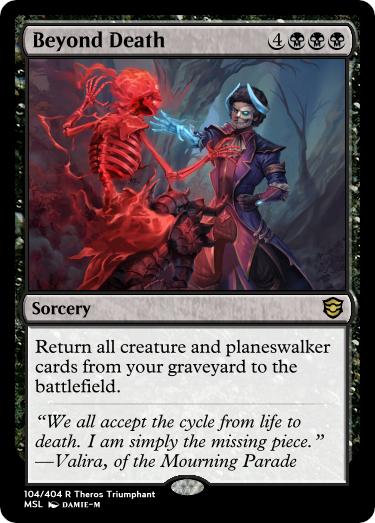 Beyond Death 4
Sorcery
Return all creature and planeswalker
cards from your graveyard to the
battlefield.
“We all accept the cycle from life to
death. I am simply the missing piece.”
—Valira, of the Mourning Parade
104/404 R Theros Triumphant
MSL DAMIE-M